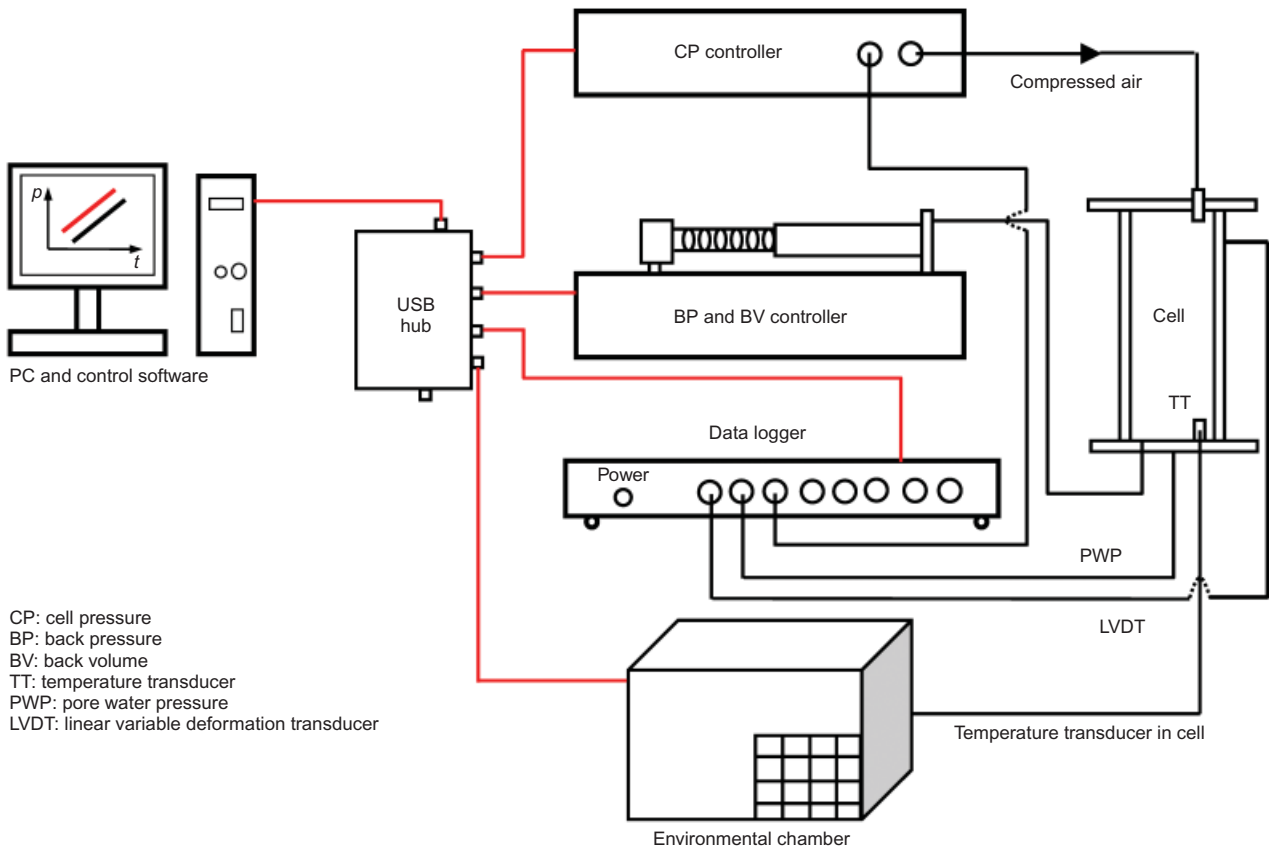 CP controller
Compressed air
p
t
PC and control software
USB
hub
BP and BV controller
Cell
TT
Data logger
Power
PWP
LVDT
CP: cell pressure
BP: back pressure
BV: back volume
TT: temperature transducer
PWP: pore water pressure
LVDT: linear variable deformation transducer
Temperature transducer in cell
Environmental chamber